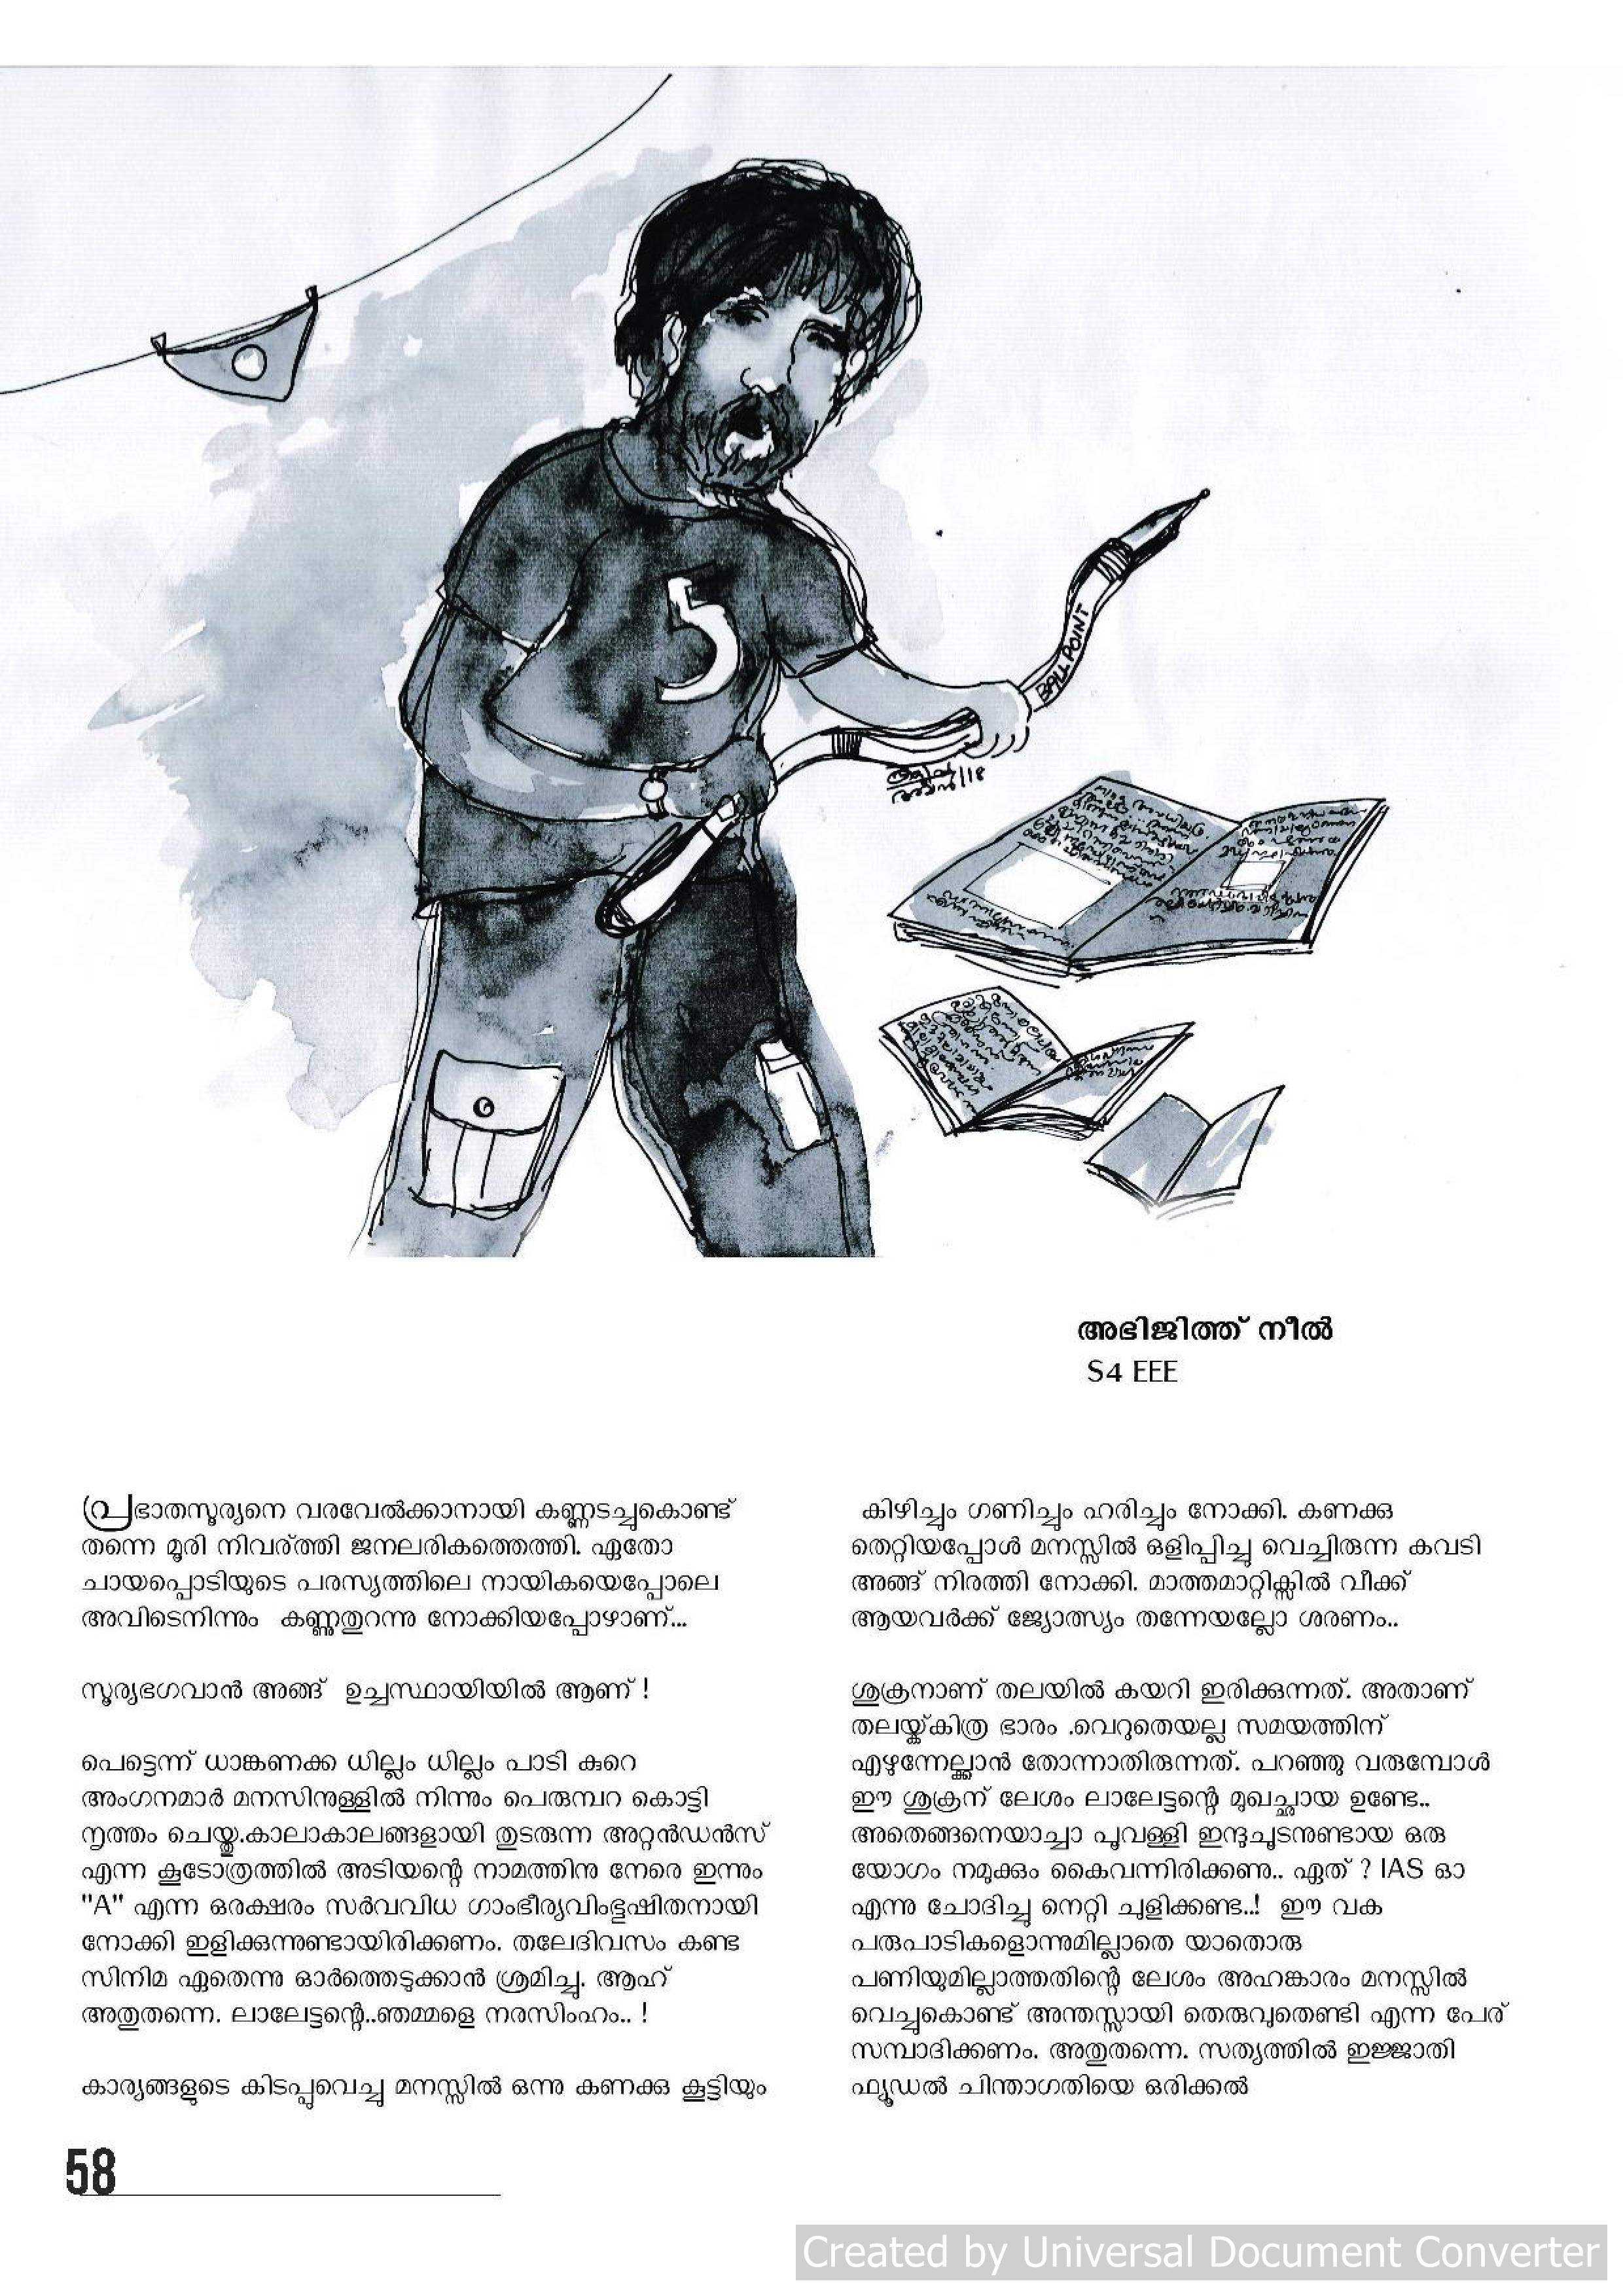 BALLPOINT
അഭിജിത്ത് നീൽ
S4 EEE
പ്രഭാതസൂര്യനെ വരവേൽക്കാനായി കണ്ണടച്ചുകൊണ്ട്
തന്നെ മൂരി നിവര്ത്തി ജനലരികത്തെത്തി. ഏതോ
ചായപ്പൊടിയുടെ പരസ്യത്തിലെ നായികയെപ്പോലെ
അവിടെനിന്നും കണ്ണുതുറന്നു നോക്കിയപ്പോഴാണ്...
സൂര്യഭഗവാൻ അങ്ങ് ഉച്ചസ്ഥായിയിൽ ആണ് !
പെട്ടെന്ന് ധാങ്കണക്ക ധില്ലം ധില്ലം പാടി കുറെ
അംഗനമാർ മനസിനുള്ളിൽ നിന്നും പെരുമ്പറ കൊട്ടി
നൃത്തം ചെയ്തു.കാലാകാലങ്ങളായി തുടരുന്ന അറ്റൻഡൻസ്
എന്ന കൂടോത്രത്തിൽ അടിയന്റെ നാമത്തിനു നേരെ ഇന്നും
"A" എന്ന ഒരക്ഷരം സർവവിധ ഗാംഭീര്യവിംഭൂഷിതനായി
നോക്കി ഇളിക്കുന്നുണ്ടായിരിക്കണം. തലേദിവസം കണ്ട
സിനിമ ഏതെന്നു ഓർത്തെടുക്കാൻ ശ്രമിച്ചു. ആഹ്
അതുതന്നെ. ലാലേട്ടന്റെ..ഞമ്മളെ നരസിംഹം.. !
കാര്യങ്ങളുടെ കിടപ്പുവെച്ചു മനസ്സിൽ ഒന്നു കണക്കു കൂട്ടിയും
കിഴിച്ചും ഗണിച്ചും ഹരിച്ചും നോക്കി. കണക്കു
തെറ്റിയപ്പോൾ മനസ്സിൽ ഒളിപ്പിച്ചു വെച്ചിരുന്ന കവടി
അങ്ങ് നിരത്തി നോക്കി. മാത്തമാറ്റിക്സിൽ വീക്ക്
ആയവർക്ക് ജ്യോത്സ്യം തന്നേയല്ലോ ശരണം..
ശുക്രനാണ് തലയിൽ കയറി ഇരിക്കുന്നത്. അതാണ്
തലയ്ക്കിത്ര ഭാരം .വെറുതെയല്ല സമയത്തിന്
എഴുന്നേല്ക്കാൻ തോന്നാതിരുന്നത്. പറഞ്ഞു വരുമ്പോൾ
ഈ ശുക്രന് ലേശം ലാലേട്ടന്റെ മുഖച്ഛായ ഉണ്ടേ..
അതെങ്ങനെയാച്ചാ പൂവള്ളി ഇന്ദുചൂടനുണ്ടായ ഒരു
യോഗം നമുക്കും കൈവന്നിരിക്കണു.. ഏത് ? IAS ഓ
എന്നു ചോദിച്ചു നെറ്റി ചുളിക്കണ്ട..! ഈ വക
പരുപാടികളൊന്നുമില്ലാതെ യാതൊരു
പണിയുമില്ലാത്തതിന്റെ ലേശം അഹങ്കാരം മനസ്സിൽ
വെച്ചുകൊണ്ട് അന്തസ്സായി തെരുവുതെണ്ടി എന്ന പേര്
സമ്പാദിക്കണം. അതുതന്നെ. സത്യത്തിൽ ഇജ്ജാതി
ഫ്യൂഡൽ ചിന്താഗതിയെ ഒരിക്കൽ
58
Created by Universal Document Converter